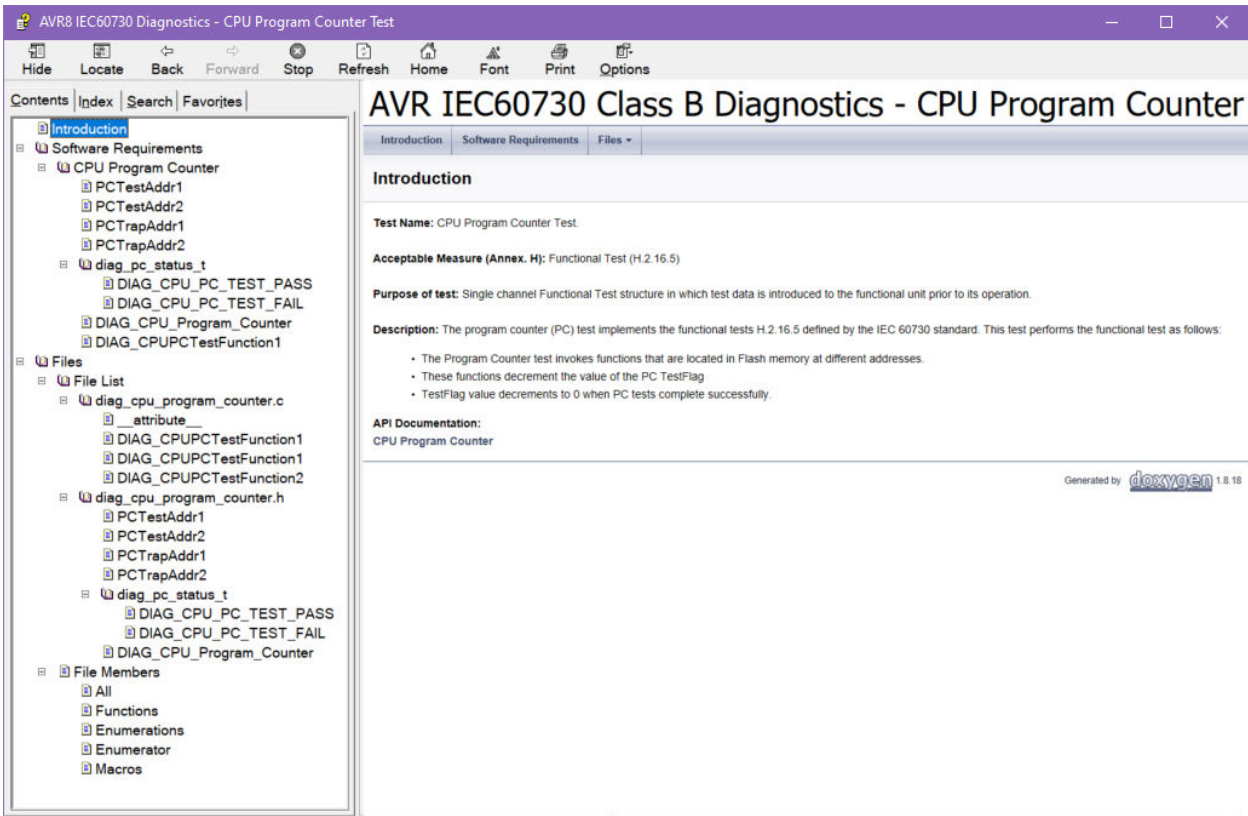 AVR8 IEC60730 Diagnostics - CPU Program Counter Test
Hide Locate Back Forward Stop Refresh Home Font Print Options
Contents Index Search Favorites
Introduction
Software Requirements
CPU Program Counter
PCTestAddr1
PCTestAddr2
PCTrapAddr1
PCTrapAddr2
diag_pc_status_t
DIAG_CPU_PC_TEST_PASS
DIAG_CPU_PC_TEST_FAIL
DIAG_CPU_Program_Counter
DIAG_CPUPCTestFunction1
Files
File List
diag_cpu_program_counter.c
__attribute__
DIAG_CPUPCTestFunction1
DIAG_CPUPCTestFunction1
DIAG_CPUPCTestFunction2
diag_cpu_program_counter.h
PCTestAddr1
PCTestAddr2
PCTrapAddr1
PCTrapAddr2
diag_pc_status_t
DIAG_CPU_PC_TEST_PASS
DIAG_CPU_PC_TEST_FAIL
DIAG_CPU_Program_Counter
File Members
All
Functions
Enumerations
Enumerator
Macros
AVR IEC60730 Class B Diagnostics - CPU Program Counter
Introduction Software Requirements Files
Introduction
Test Name: CPU Program Counter Test.
Acceptable Measure (Annex. H): Functional Test (H.2.16.5)
Purpose of test: Single channel Functional Test structure in which test data is introduced to the functional unit prior to its operation.
Description: The program counter (PC) test implements the functional tests H.2.16.5 defined by the IEC 60730 standard. This test performs the functional test as follows:
• The Program Counter test invokes functions that are located in Flash memory at different addresses.
• These functions decrement the value of the PC TestFlag
• TestFlag value decrements to 0 when PC tests complete successfully.
API Documentation:
CPU Program Counter
Generated by doxygen 1.8.18